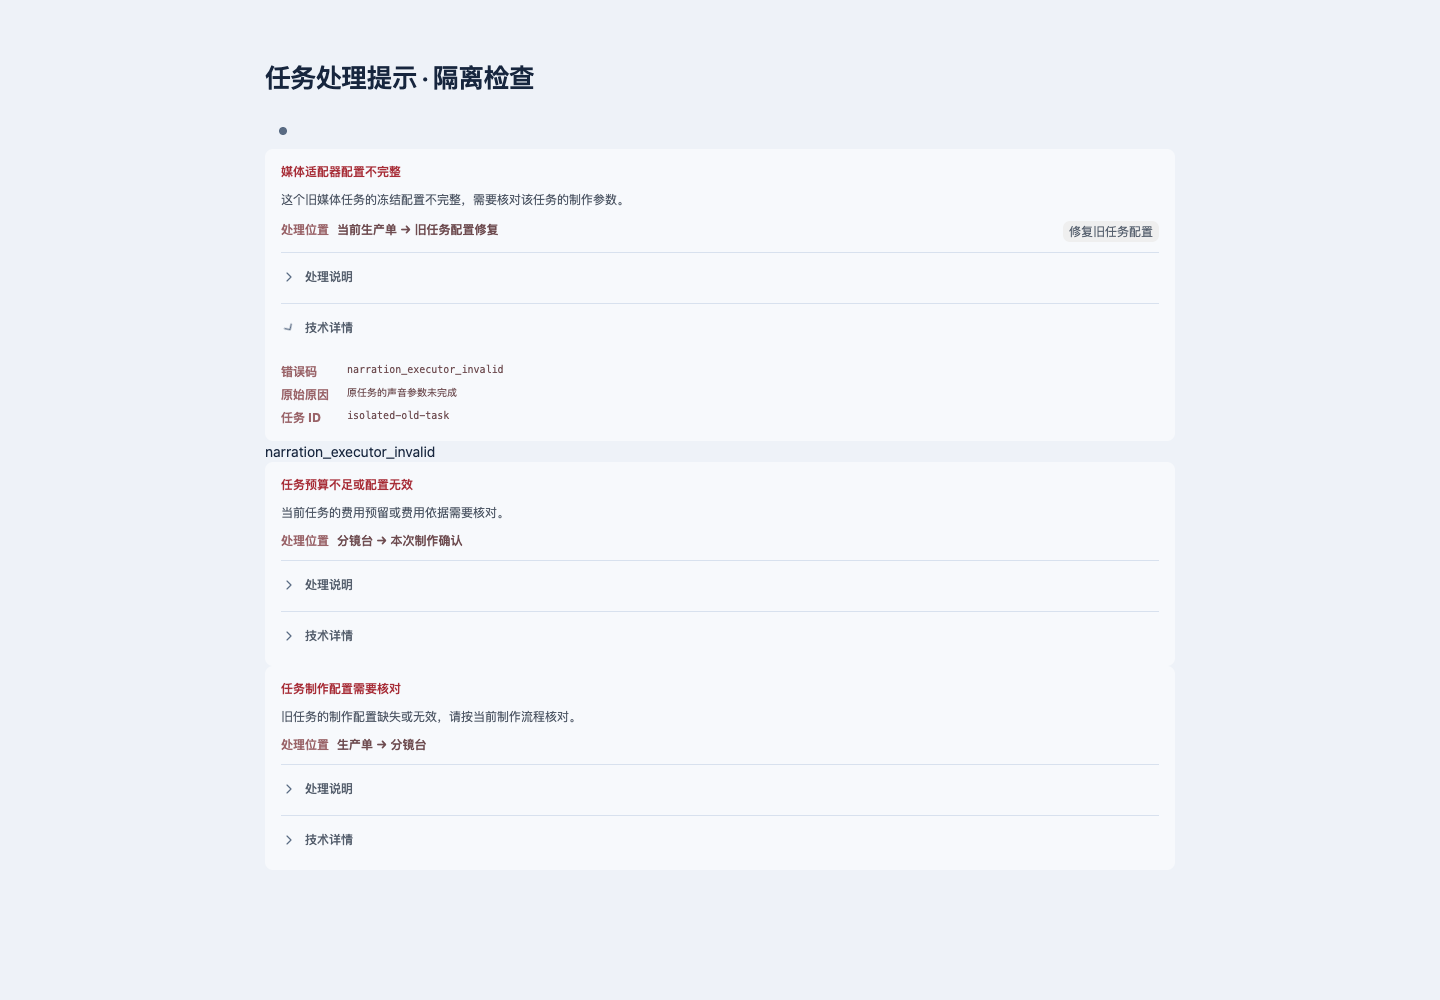 任务处理提示 · 隔离检查
媒体适配器配置不完整
这个旧媒体任务的冻结配置不完整，需要核对该任务的制作参数。
处理位置 当前生产单 → 旧任务配置修复
修复旧任务配置
处理说明
技术详情
错误码 narration_executor_invalid
原始原因 原任务的声音参数未完成
任务 ID isolated-old-task
narration_executor_invalid
任务预算不足或配置无效
当前任务的费用预留或费用依据需要核对。
处理位置 分镜台 → 本次制作确认
处理说明
技术详情
任务制作配置需要核对
旧任务的制作配置缺失或无效，请按当前制作流程核对。
处理位置 生产单 → 分镜台
处理说明
技术详情